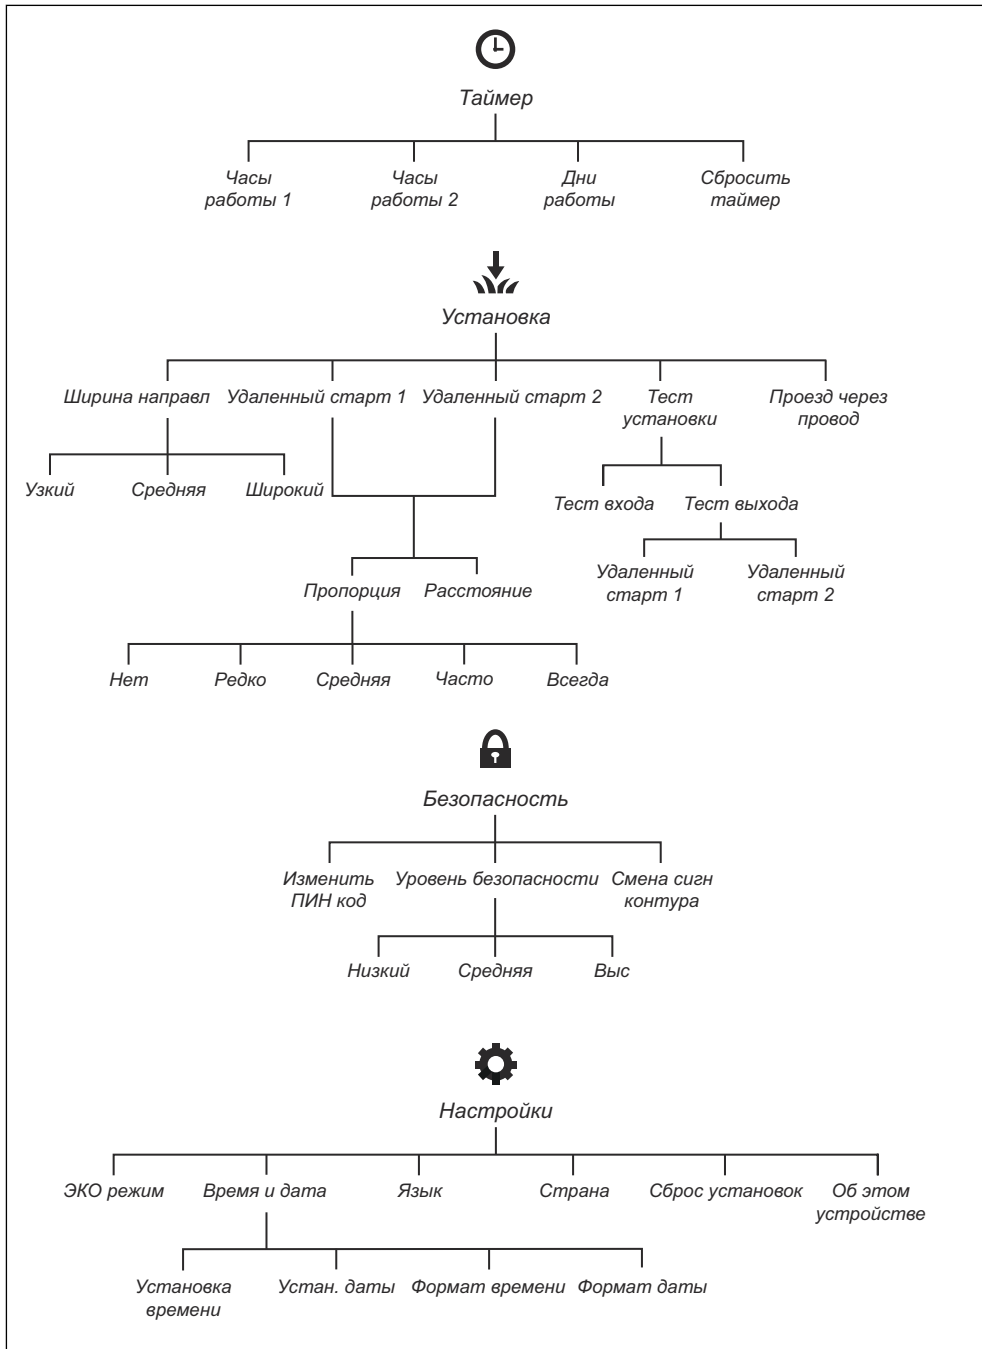 Таймер
Часы
работы 1
Часы
работы 2
Дни
работы
Сбросить
таймер
Установка
Ширина направл
Удаленный старт 1
Удаленный старт 2
Тест
установки
Проезд через
провод
Узкий
Средняя
Широкий
Тест входа
Тест выхода
Удаленный
старт 1
Удаленный
старт 2
Пропорция
Расстояние
Нет
Редко
Средняя
Часто
Всегда
Безопасность
Изменить
ПИН код
Уровень безопасности
Смена сигн
контура
Низкий
Средняя
Выс
Настройки
ЭКО режим
Время и дата
Язык
Страна
Сброс установок
Об этом
устройстве
Установка
времени
Устан. даты
Формат времени
Формат даты